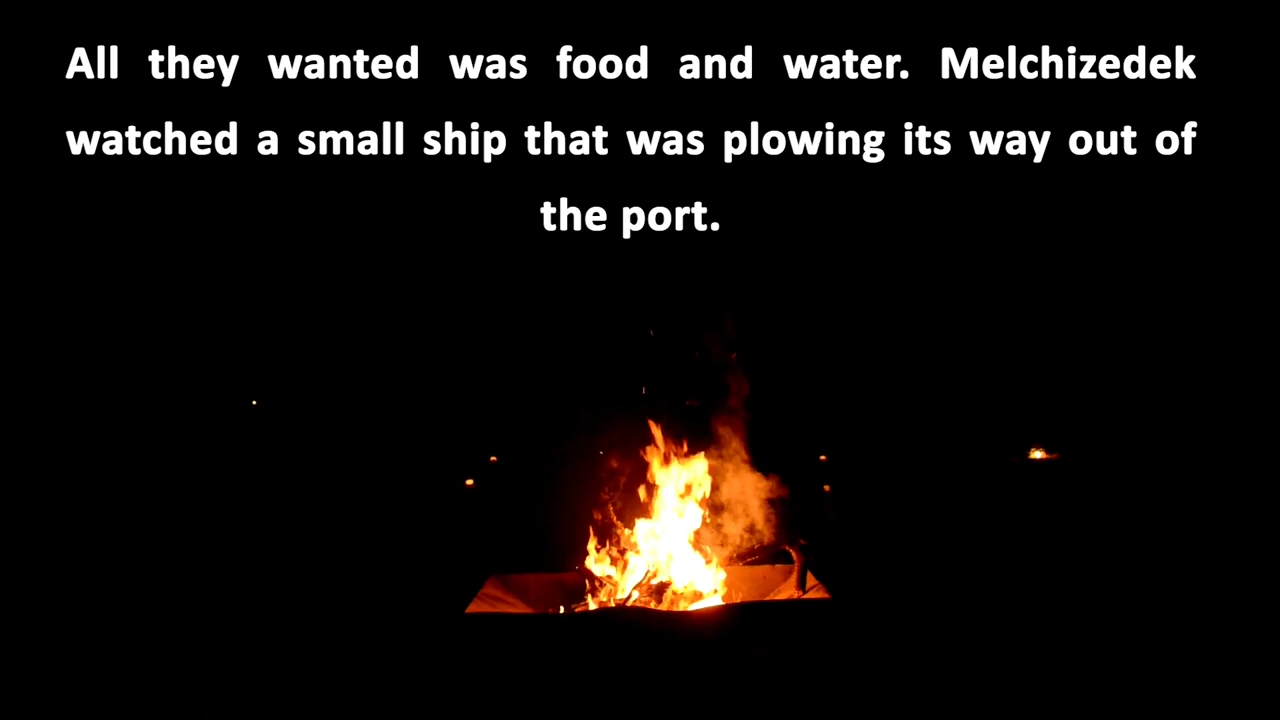 All they wanted was food and water. Melchizedek
watched a small ship that was plowing its way out of
the port.